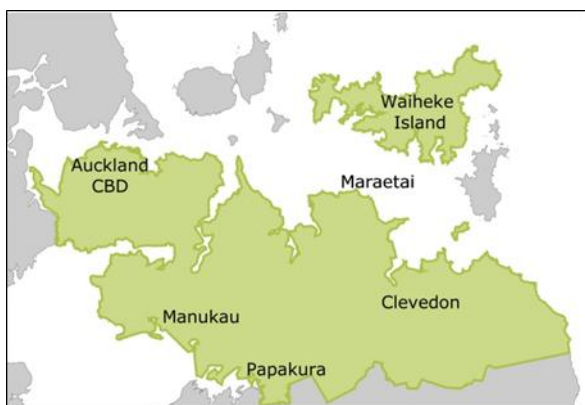 Waiheke
Island
Auckland
CBD
Maraetai
Clevedon
Manukau
Papakura